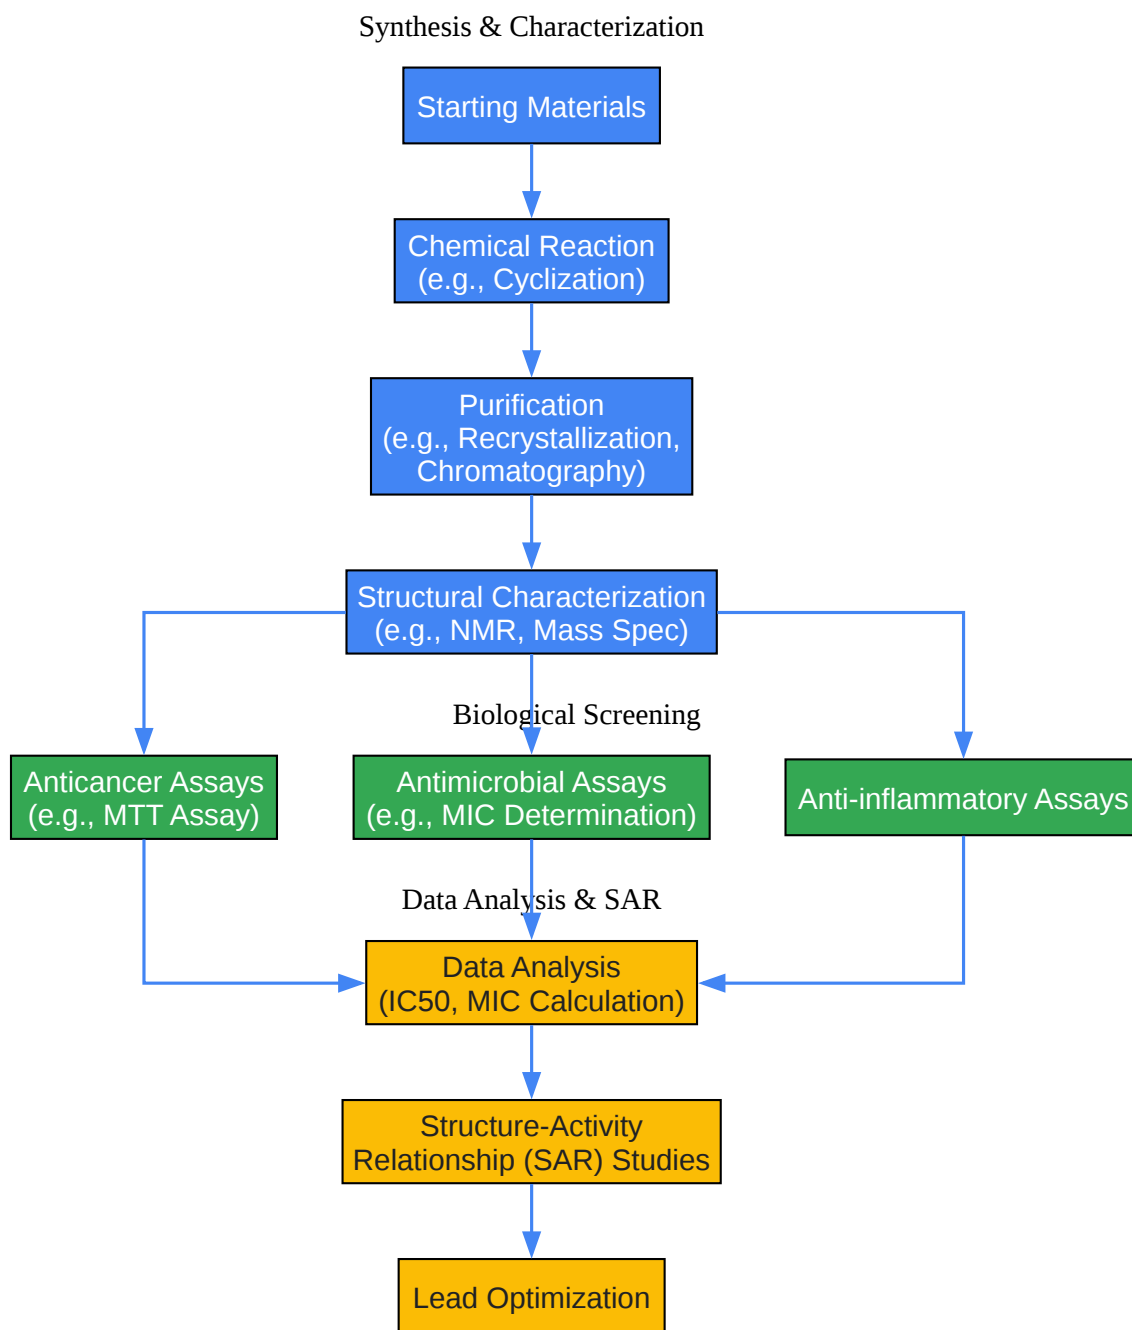 Synthesis & Characterization
Starting Materials
Chemical Reaction
(e.g., Cyclization)
Purification
(e.g., Recrystallization,
Chromatography)
Structural Characterization
(e.g., NMR, Mass Spec)
Biological Screening
Anticancer Assays
(e.g., MTT Assay)
Antimicrobial Assays
(e.g., MIC Determination)
Anti-inflammatory Assays
Data Analysis & SAR
Data Analysis
(IC50, MIC Calculation)
Structure-Activity
Relationship (SAR) Studies
Lead Optimization